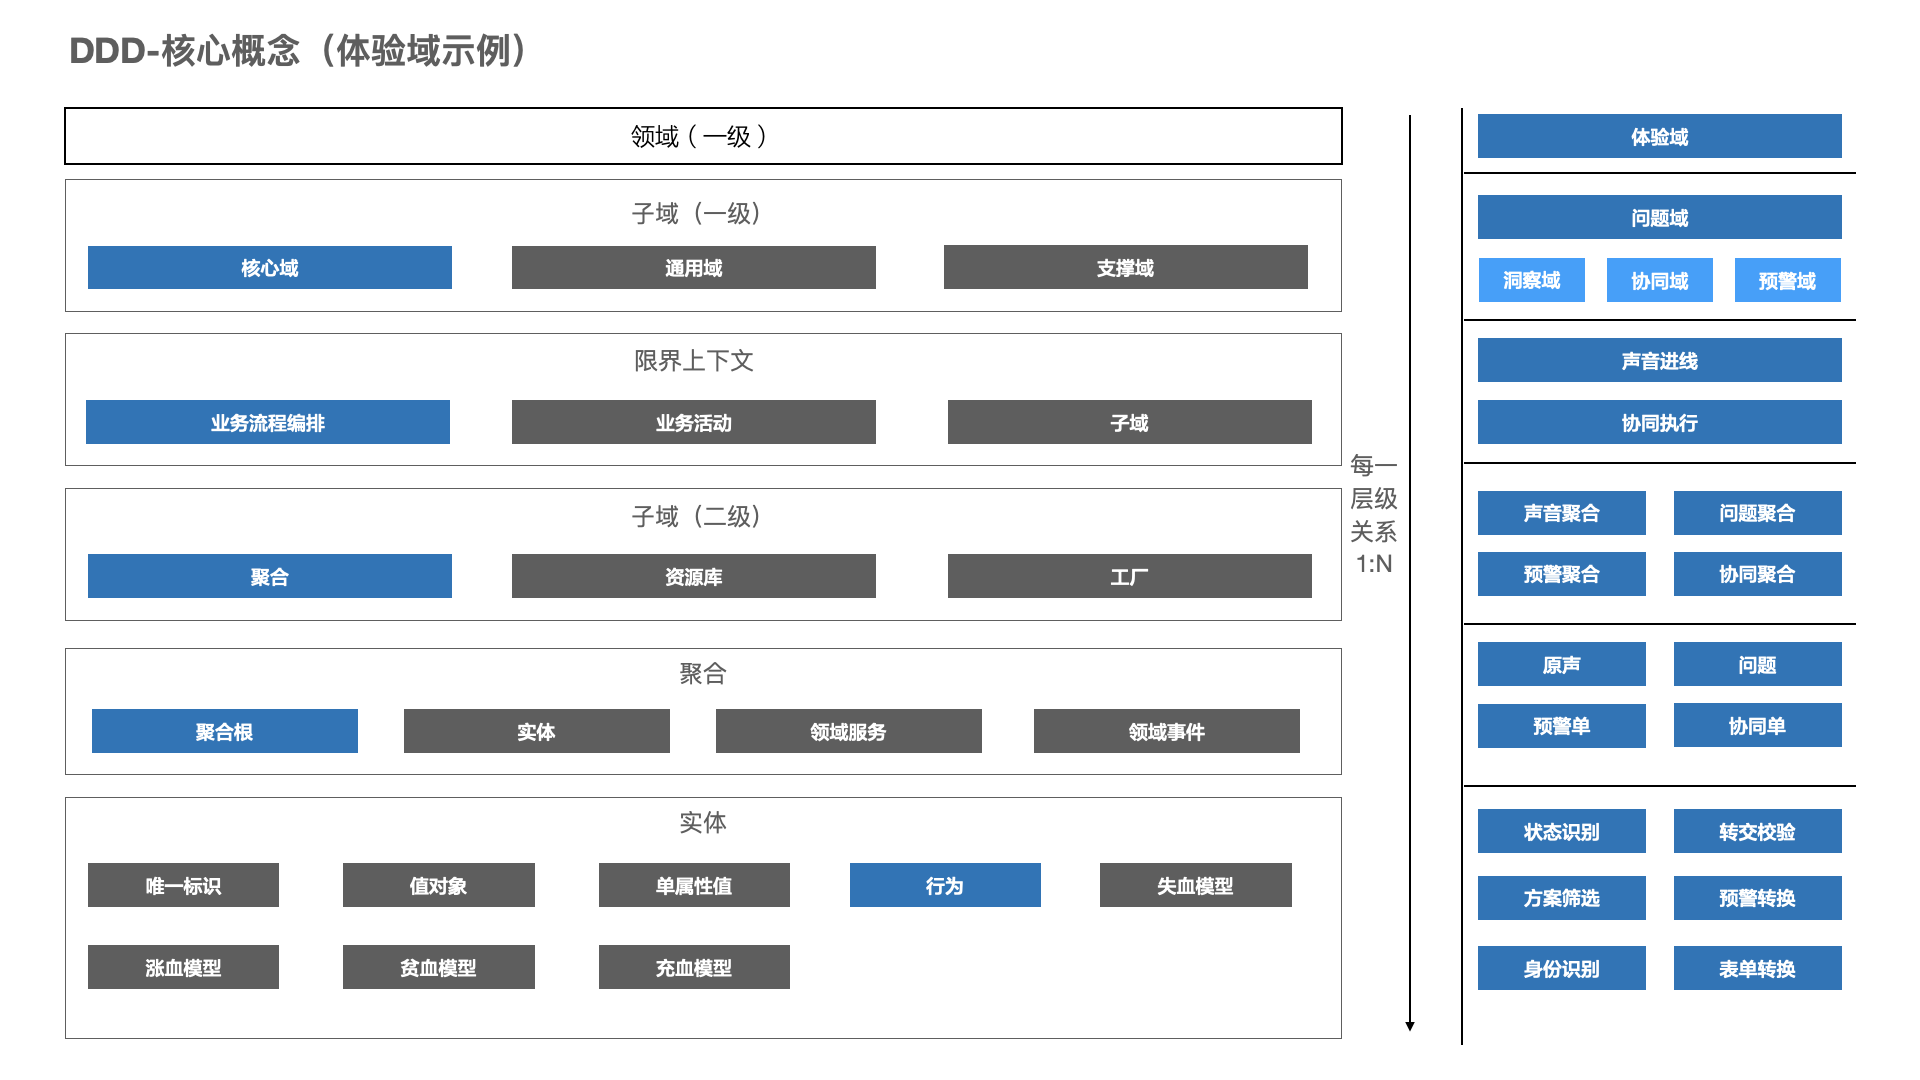 DDD-核心概念（体验域示例）
领域（一级）
子域（一级）
核心域
通用域
支撑域
限界上下文
业务流程编排
业务活动
子域
子域（二级）
聚合
资源库
工厂
聚合
聚合根
实体
领域服务
领域事件
实体
唯一标识
值对象
单属性值
行为
失血模型
涨血模型
贫血模型
充血模型
每一
层级
关系
1:N
体验域
问题域
洞察域
协同域
预警域
声音进线
协同执行
声音聚合
问题聚合
预警聚合
协同聚合
原声
问题
预警单
协同单
状态识别
转交校验
方案筛选
预警转换
身份识别
表单转换